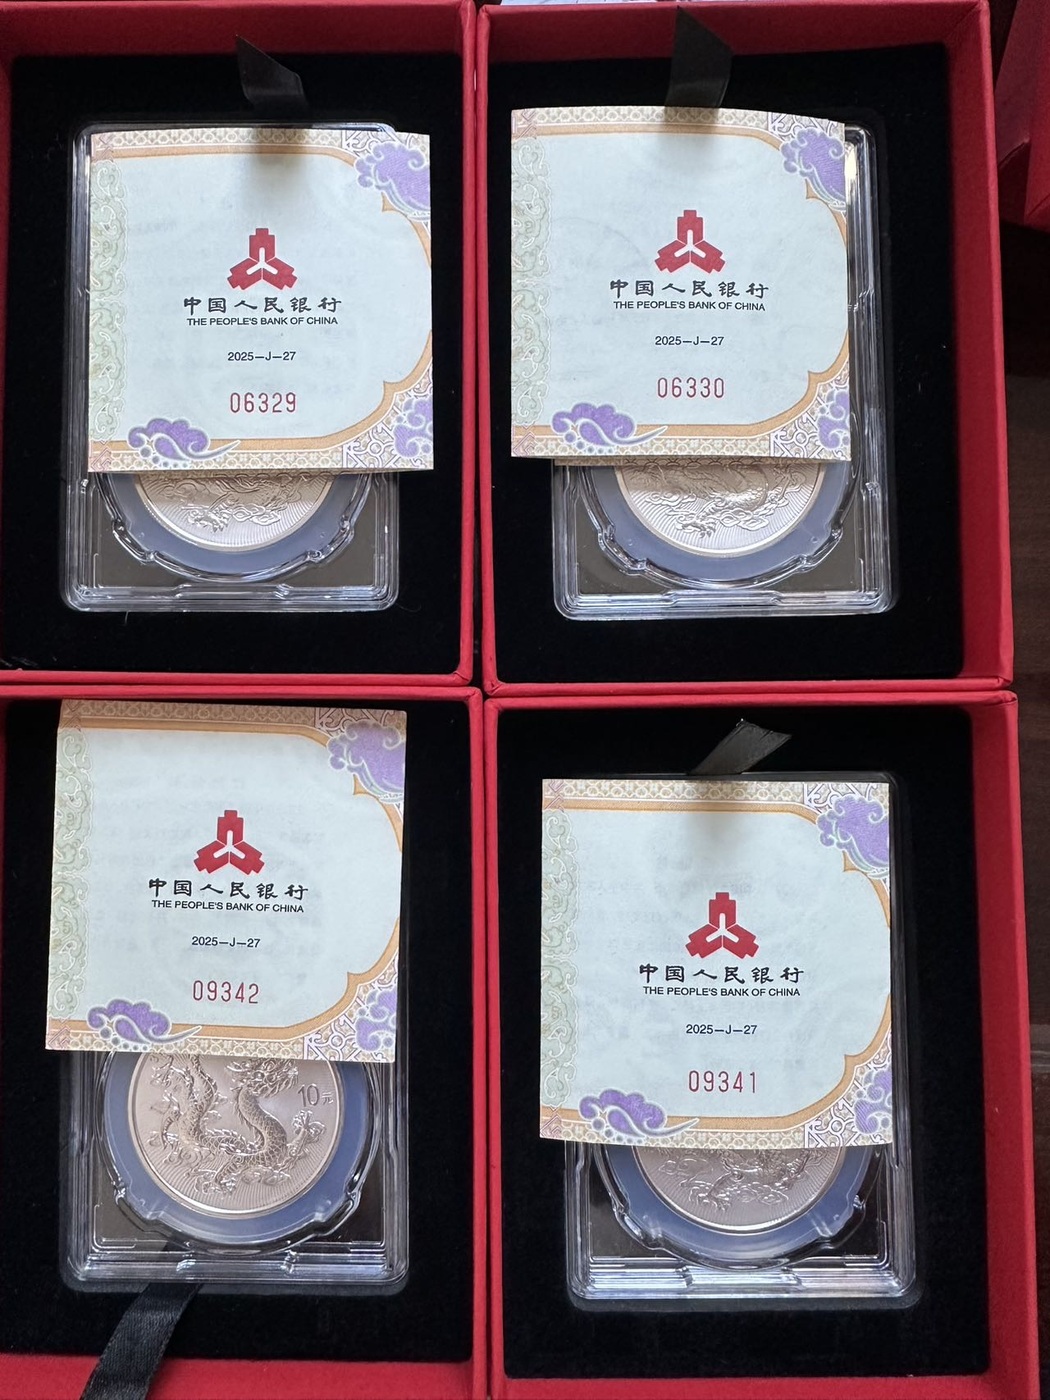 中国人民银行
THE PEOPLE'S BANK OF CHINA
2025—J—27
06329
中国人民银行
THE PEOPLE'S BANK OF CHINA
2025—J—27
06330
中国人民银行
THE PEOPLE'S BANK OF CHINA
2025—J—27
09342
10元
中国人民银行
THE PEOPLE'S BANK OF CHINA
2025—J—27
09341